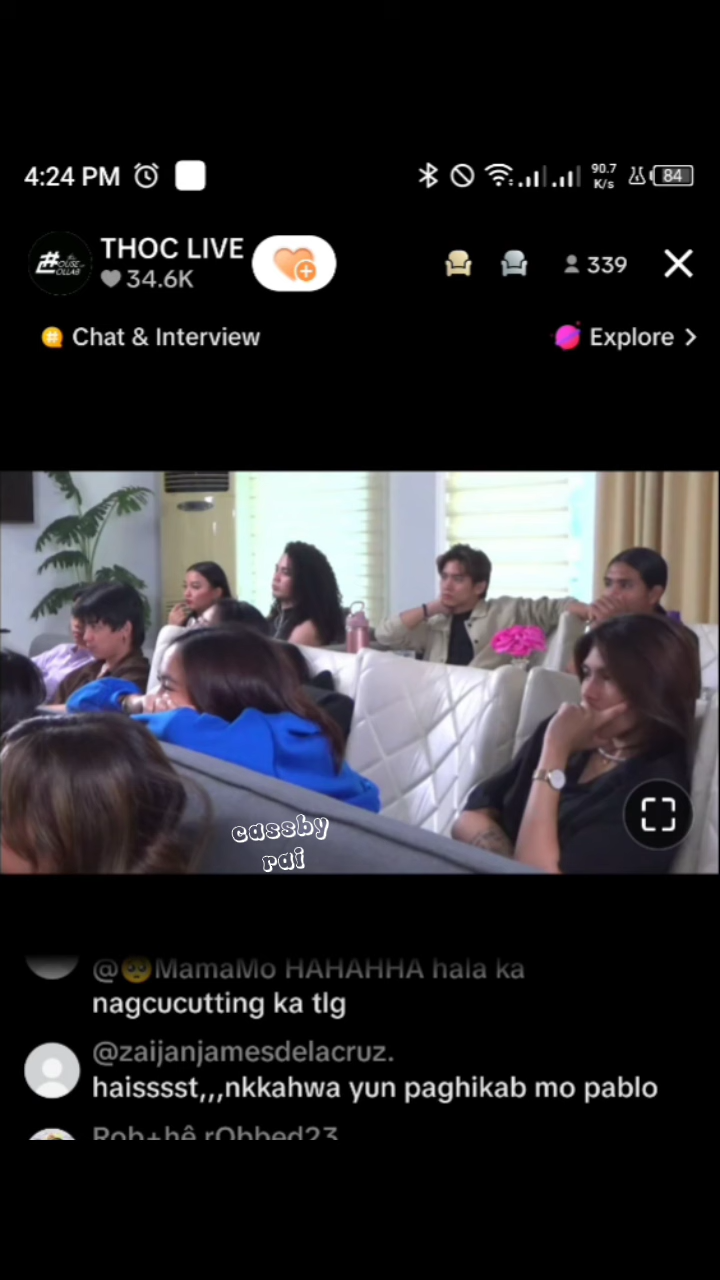 4:24 PM
90.7
K/s
84
THOC LIVE
34.6K
339
Chat & Interview
Explore
cassby
rai
@🥺MamaMo HAHAHHA hala ka
nagcucutting ka tlg
@zaijanjamesdelacruz.
haisssst,,,nkkahwa yun paghikab mo pablo